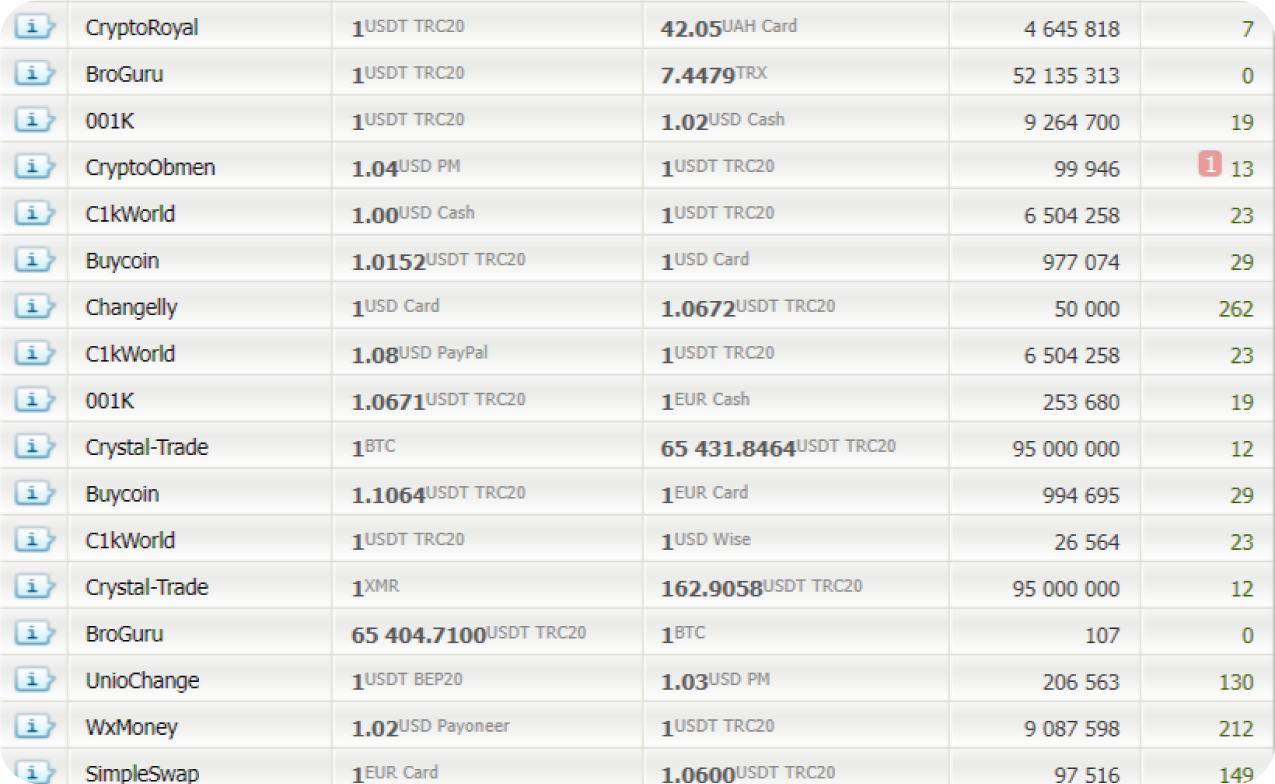 CryptoRoyal 1 USDT TRC20 42.05 UAH Card 4 645 818 7
BroGuru 1 USDT TRC20 7.4479 TRX 52 135 313 0
001K 1 USDT TRC20 1.02 USD Cash 9 264 700 19
CryptoObmen 1.04 USD PM 1 USDT TRC20 99 946 1 13
C1kWorld 1.00 USD Cash 1 USDT TRC20 6 504 258 23
Buycoin 1.0152 USDT TRC20 1 USD Card 977 074 29
Changelly 1 USD Card 1.0672 USDT TRC20 50 000 262
C1kWorld 1.08 USD PayPal 1 USDT TRC20 6 504 258 23
001K 1.0671 USDT TRC20 1 EUR Cash 253 680 19
Crystal-Trade 1 BTC 65 431.8464 USDT TRC20 95 000 000 12
Buycoin 1.1064 USDT TRC20 1 EUR Card 994 695 29
C1kWorld 1 USDT TRC20 1 USD Wise 26 564 23
Crystal-Trade 1 XMR 162.9058 USDT TRC20 95 000 000 12
BroGuru 65 404.7100 USDT TRC20 1 BTC 107 0
UnioChange 1 USDT BEP20 1.03 USD PM 206 563 130
WxMoney 1.02 USD Payoneer 1 USDT TRC20 9 087 598 212
SimpleSwap 1 EUR Card 1.0600 USDT TRC20 97 516 149